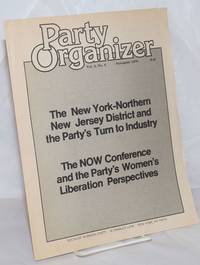 Party
Organizer
The New York-Northern
New Jersey District and
the Party's Turn to Industry
The NOW Conference
and the Party's Women's
Liberation Perspectives